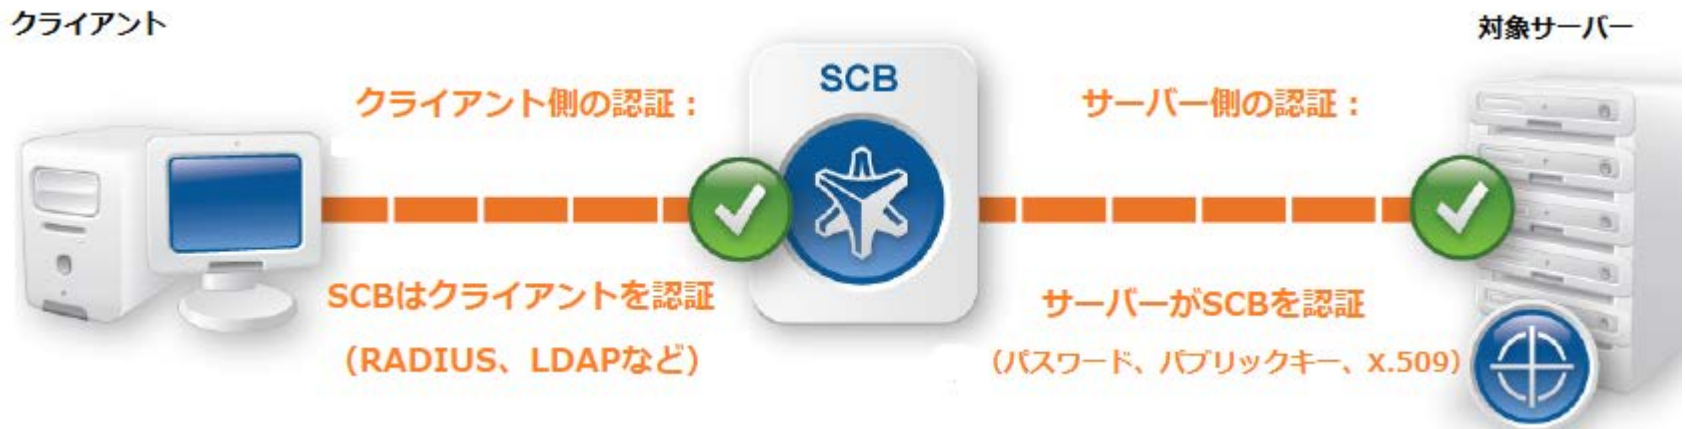 クライアント
対象サーバー
SCB
クライアント側の認証：
サーバー側の認証：
SCBはクライアントを認証
（RADIUS、LDAPなど）
サーバーがSCBを認証
（パスワード、パブリックキー、X.509）